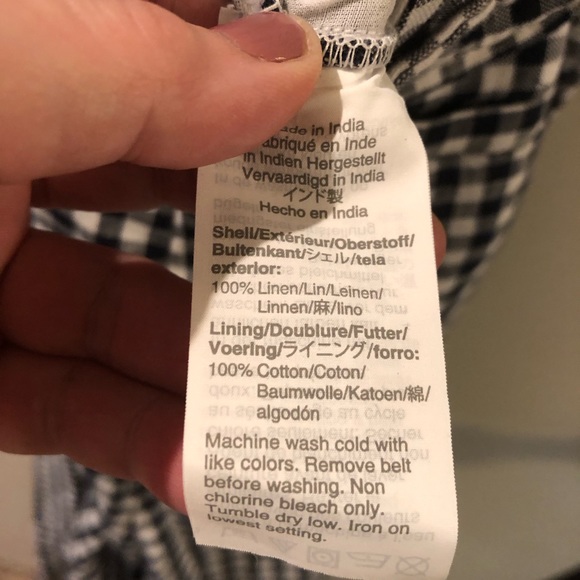 in India
en Inde
in Indien Hergestellt
Vervaardigd in India
インド製
Hecho en India
Shell/Extérieur/Oberstoff/
Buitenkant/シェル/tela
exterior:
100% Linen/Lin/Leinen/
Linnen/麻/lino
Lining/Doublure/Futter/
Voering/ライニング/forro:
100% Cotton/Coton/
Baumwolle/Katoen/綿/
algodón
Machine wash cold with
like colors. Remove belt
before washing. Non
chlorine bleach only.
Tumble dry low. Iron on
lowest setting.